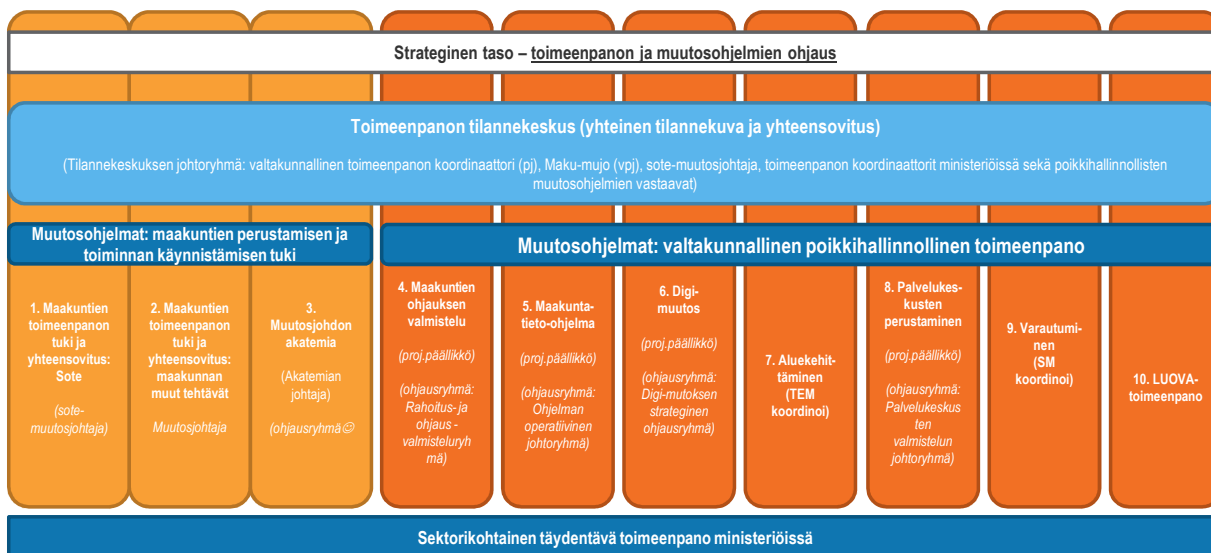 Strateginen taso – toimeenpanon ja muutosohjelmien ohjaus
Toimeenpanon tilannekeskus (yhteinen tilannekuva ja yhteensovitus)
(Tilannekeskuksen johtoryhmä: valtakunnallinen toimeenpanon koordinaattori (pj), Maku-mujo (vpj), sote-muutosjohtaja, toimeenpanon koordinaattorit ministeriöissä sekä poikkihallinnollisten
muutosohjelmien vastaavat)
Muutosohjelmat: maakuntien perustamisen ja
toiminnan käynnistämisen tuki
Muutosohjelmat: valtakunnallinen poikkihallinnollinen toimeenpano
1. Maakuntien
toimeenpanon
tuki ja
yhteensovitus:
Sote
(sote-
muutosjohtaja)
2. Maakuntien
toimeenpanon
tuki ja
yhteensovitus:
maakunnan
muut tehtävät
Muutosjohtaja
3.
Muutosjohdon
akatemia
(Akatemian
johtaja)
(ohjausryhmä☺
4. Maakuntien
ohjauksen
valmistelu
(proj.päällikkö)
(ohjausryhmä:
Rahoitus- ja
ohjaus -
valmisteluryh
mä)
5. Maakunta-
tieto-ohjelma
(proj.päällikkö)
(ohjausryhmä:
Ohjelman
operatiivinen
johtoryhmä)
6. Digi-
muutos
(proj.päällikkö)
(ohjausryhmä:
Digi-mutoksen
strateginen
ohjausryhmä)
7. Aluekehit-
täminen
(TEM
koordinoi)
8. Palvelukes-
kusten
perustaminen
(proj.päällikkö)
(ohjausryhmä:
Palvelukeskus
ten
valmistelun
johtoryhmä)
9. Varautumi-
nen
(SM
koordinoi)
10. LUOVA-
toimeenpano
Sektorikohtainen täydentävä toimeenpano ministeriöissä